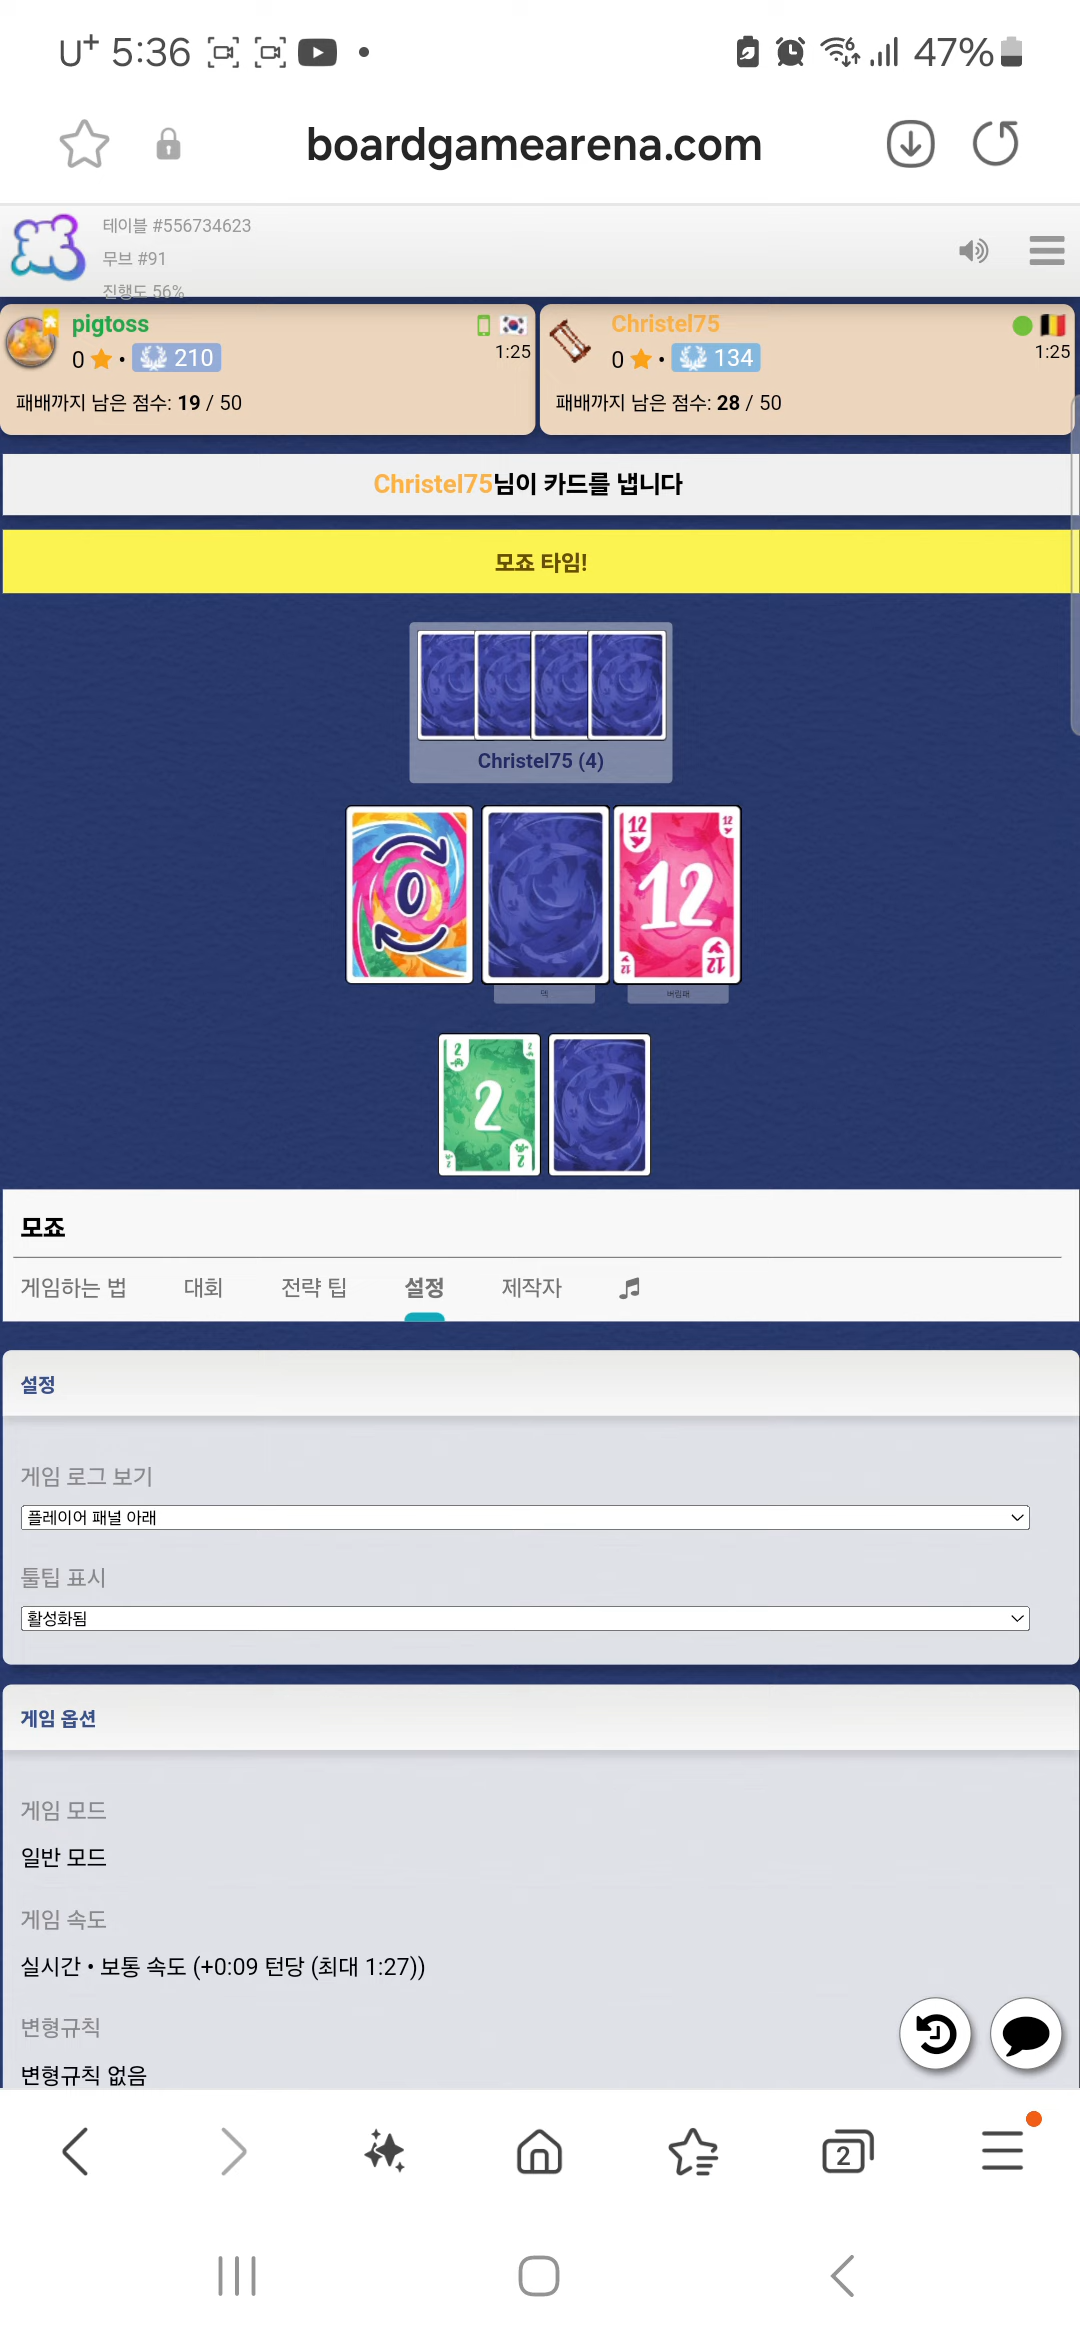 U+ 5:36
47%
boardgamearena.com
테이블 #556734623
무브 #91
진행도 56%
pigtoss
0 • 210
1:25
패배까지 남은 점수: 19 / 50
Christel75
0 • 134
1:25
패배까지 남은 점수: 28 / 50
Christel75님이 카드를 냅니다
모죠 타임!
Christel75 (4)
0
12
12
12
12
12
덱
버림패
2
2
2
2
2
모죠
게임하는 법
대회
전략 팁
설정
제작자
설정
게임 로그 보기
플레이어 패널 아래
툴팁 표시
활성화됨
게임 옵션
게임 모드
일반 모드
게임 속도
실시간 • 보통 속도 (+0:09 턴당 (최대 1:27))
변형규칙
변형규칙 없음
2